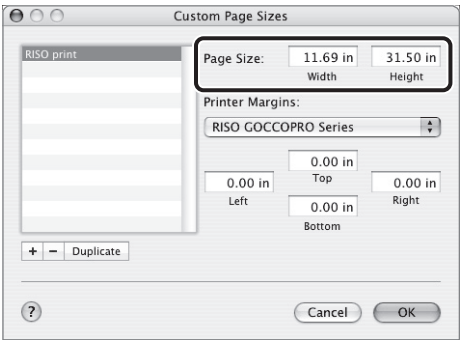 Custom Page Sizes
RISO print
Page Size: 11.69 in 31.50 in
Width Height
Printer Margins:
RISO GOCCOPRO Series
0.00 in
Top
0.00 in 0.00 in
Left Right
0.00 in
Bottom
+ − Duplicate
? Cancel OK